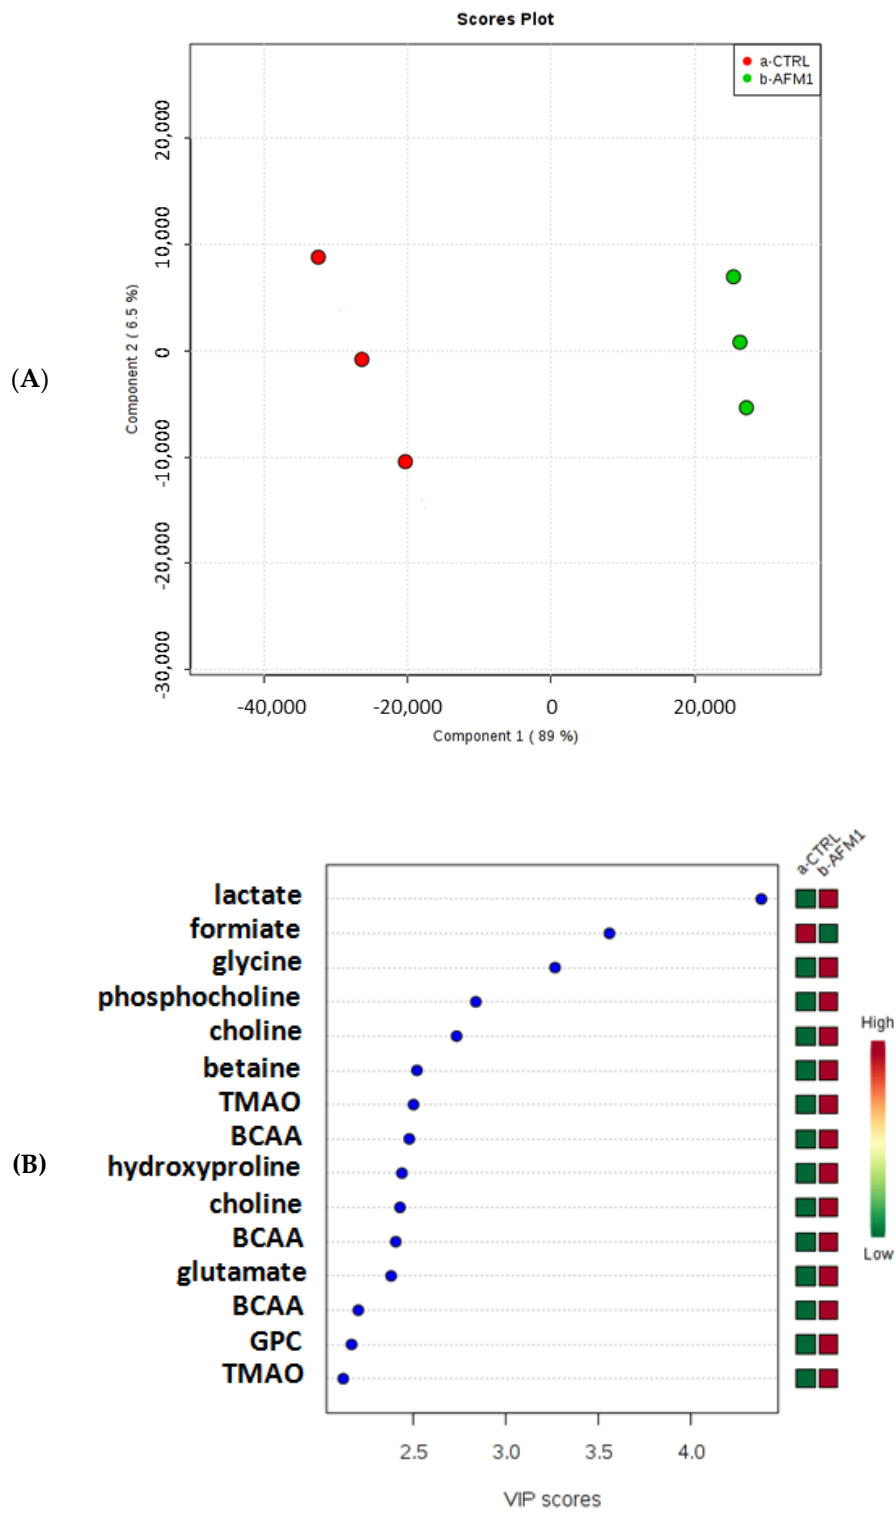 Scores Plot
a-CTRL
b-AFM1
20,000
10,000
0
-10,000
-20,000
-30,000
Component 2 ( 6.5 %)
(A)
-40,000
-20,000
0
20,000
Component 1 ( 89 %)
a-CTRL
b-AFM1
lactate
formiate
glycine
phosphocholine
choline
betaine
TMAO
BCAA
hydroxyproline
choline
BCAA
glutamate
BCAA
GPC
TMAO
(B)
High
Low
2.5
3.0
3.5
4.0
VIP scores